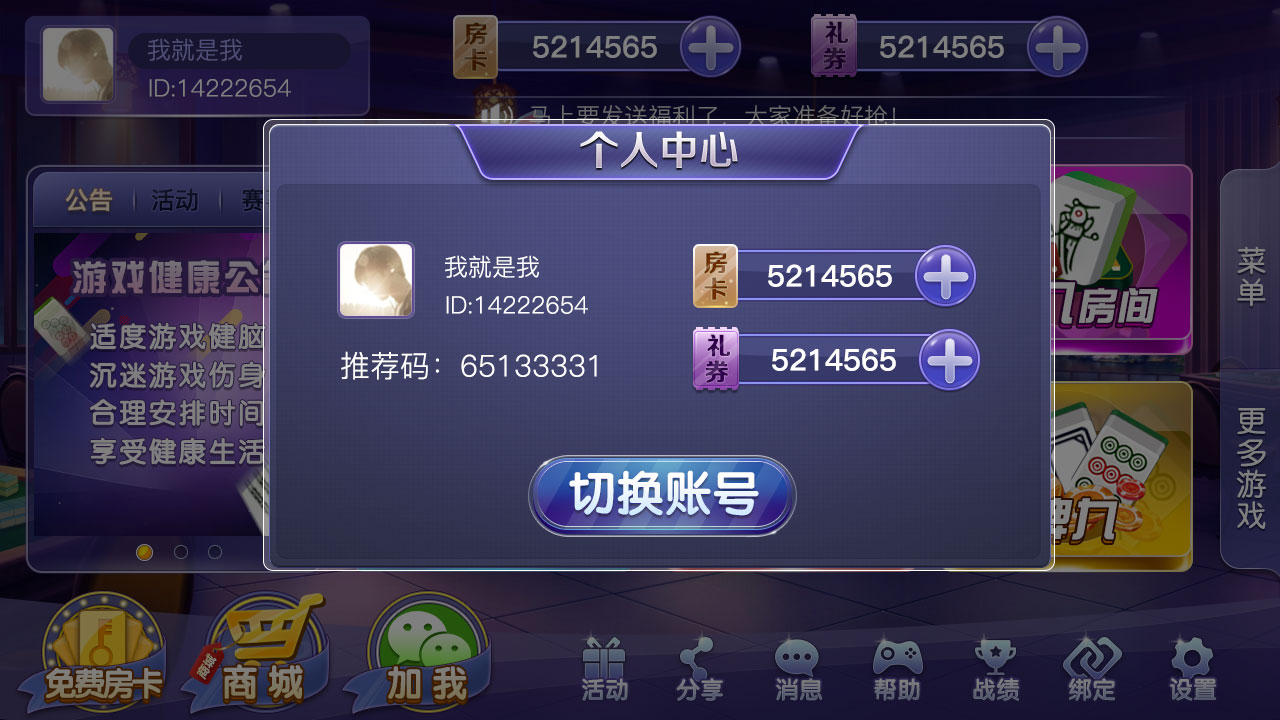 我就是我
ID:14222654
房卡
5214565
礼券
5214565
马上要发送福利了，大家准备好抢！
个人中心
公告
活动
赛
游戏健康公
适度游戏健脑
沉迷游戏伤身
合理安排时间
享受健康生活
我就是我
ID:14222654
推荐码：65133331
房卡
5214565
礼券
5214565
切换账号
房间
牌九
菜单
更多游戏
免费房卡
商城
商城
加我
活动
分享
消息
帮助
战绩
绑定
设置